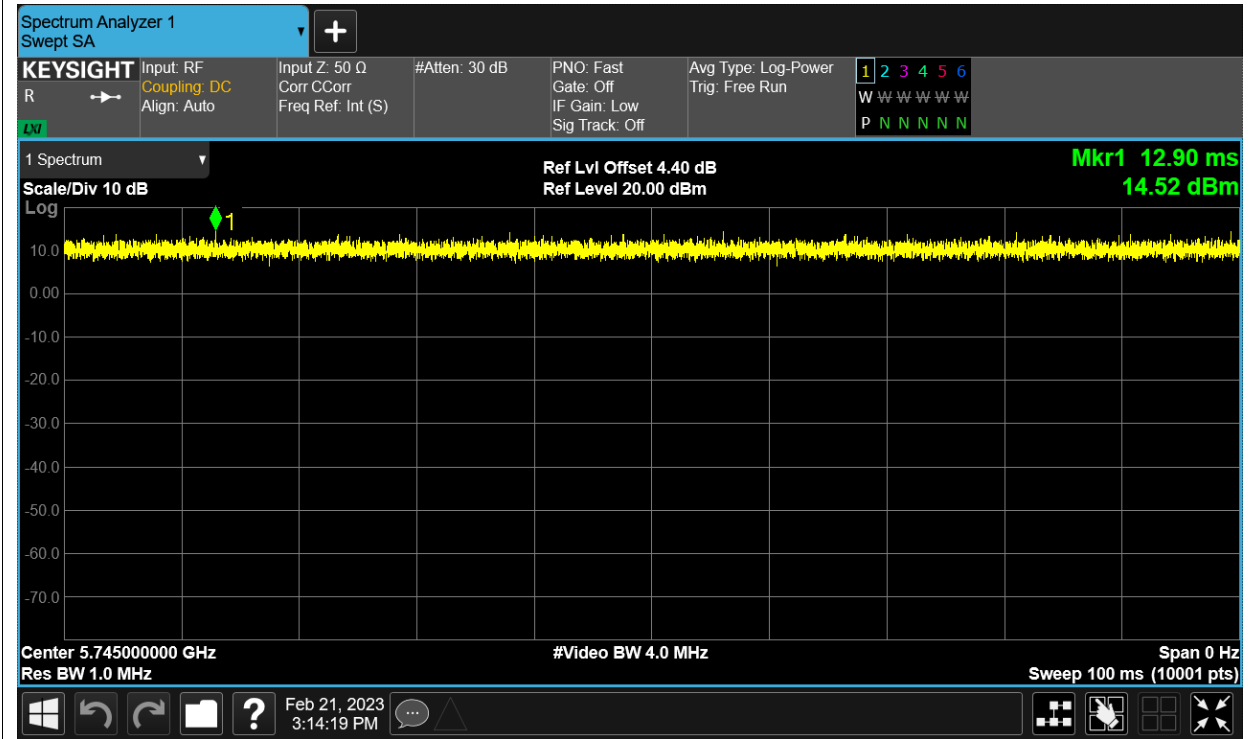 Spectrum Analyzer 1
Swept SA
+
KEYSIGHT
R
LXI
Input: RF
Coupling: DC
Align: Auto
Input Z: 50 Ω
Corr CCorr
Freq Ref: Int (S)
#Atten: 30 dB
PNO: Fast
Gate: Off
IF Gain: Low
Sig Track: Off
Avg Type: Log-Power
Trig: Free Run
1 2 3 4 5 6
W W W W W W
P N N N N N
1 Spectrum
Scale/Div 10 dB
Ref Lvl Offset 4.40 dB
Ref Level 20.00 dBm
Mkr1 12.90 ms
14.52 dBm
Log
1
10.0
0.00
-10.0
-20.0
-30.0
-40.0
-50.0
-60.0
-70.0
Center 5.745000000 GHz
#Video BW 4.0 MHz
Span 0 Hz
Res BW 1.0 MHz
Sweep 100 ms (10001 pts)
?
Feb 21, 2023
3:14:19 PM